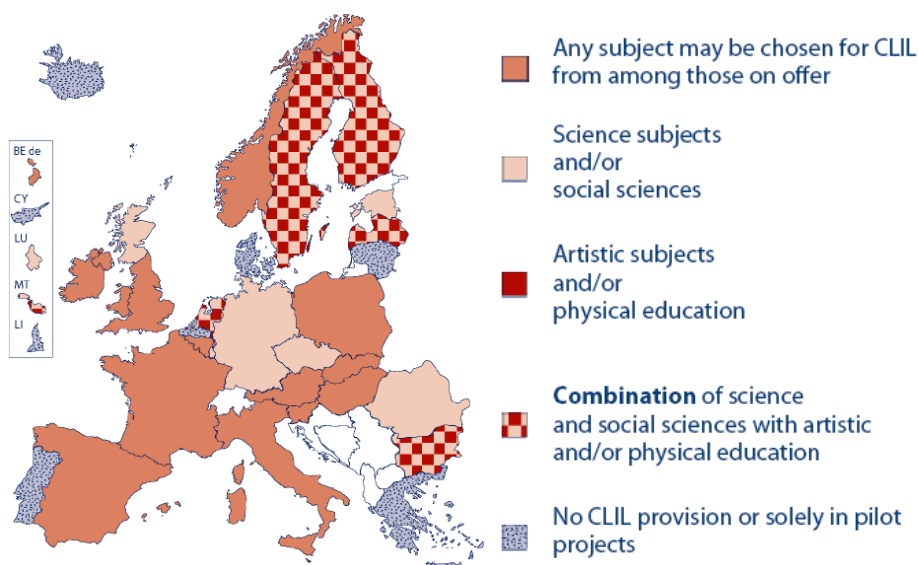 BE de
CY
LU
MT
LI
Any subject may be chosen for CLIL
from among those on offer
Science subjects
and/or
social sciences
Artistic subjects
and/or
physical education
Combination of science
and social sciences with artistic
and/or physical education
No CLIL provision or solely in pilot
projects